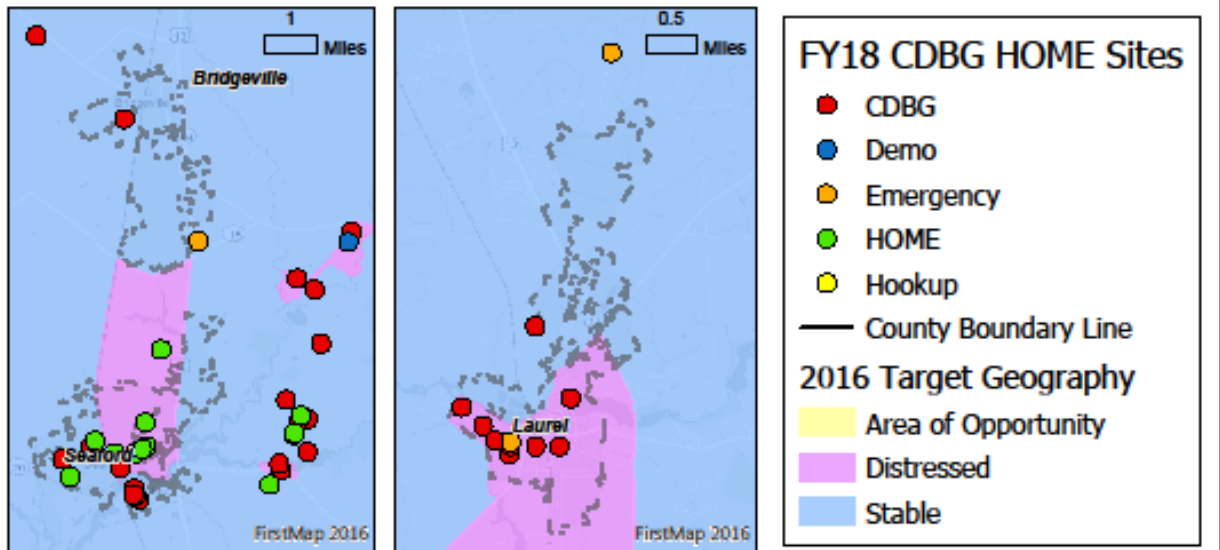 1
Miles
Bridgeville
Seaford
FirstMap 2016
0.5
Miles
Laurel
FirstMap 2016
FY18 CDBG HOME Sites
CDBG
Demo
Emergency
HOME
Hookup
County Boundary Line
2016 Target Geography
Area of Opportunity
Distressed
Stable